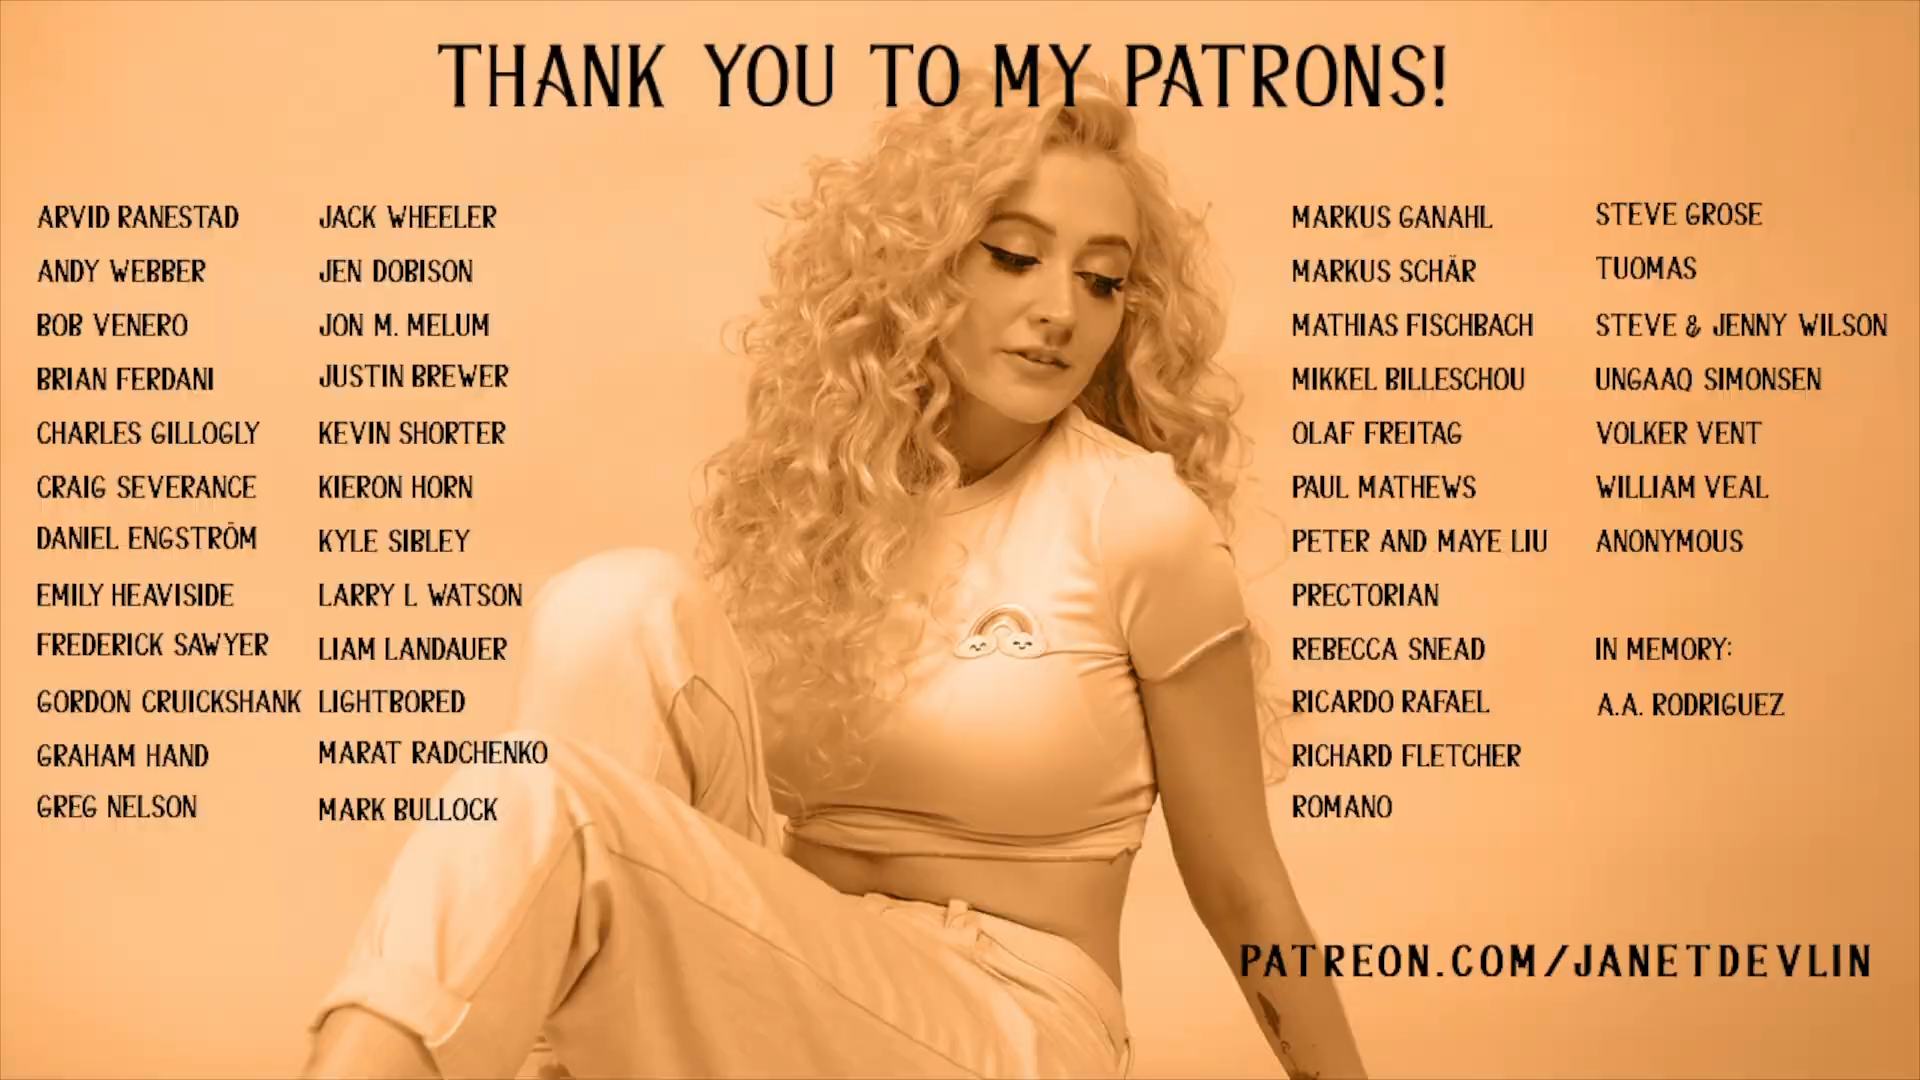 THANK YOU TO MY PATRONS!
ARVID RANESTAD
ANDY WEBBER
BOB VENERO
BRIAN FERDANI
CHARLES GILLOGLY
CRAIG SEVERANCE
DANIEL ENGSTRÖM
EMILY HEAVISIDE
FREDERICK SAWYER
GORDON CRUICKSHANK
GRAHAM HAND
GREG NELSON
JACK WHEELER
JEN DOBISON
JON M. MELUM
JUSTIN BREWER
KEVIN SHORTER
KIERON HORN
KYLE SIBLEY
LARRY L WATSON
LIAM LANDAUER
LIGHTBORED
MARAT RADCHENKO
MARK BULLOCK
MARKUS GANAHL
MARKUS SCHÄR
MATHIAS FISCHBACH
MIKKEL BILLESCHOU
OLAF FREITAG
PAUL MATHEWS
PETER AND MAYE LIU
PRECTORIAN
REBECCA SNEAD
RICARDO RAFAEL
RICHARD FLETCHER
ROMANO
STEVE GROSE
TUOMAS
STEVE & JENNY WILSON
UNGAAQ SIMONSEN
VOLKER VENT
WILLIAM VEAL
ANONYMOUS
IN MEMORY:
A.A. RODRIGUEZ
PATREON.COM/JANETDEVLIN